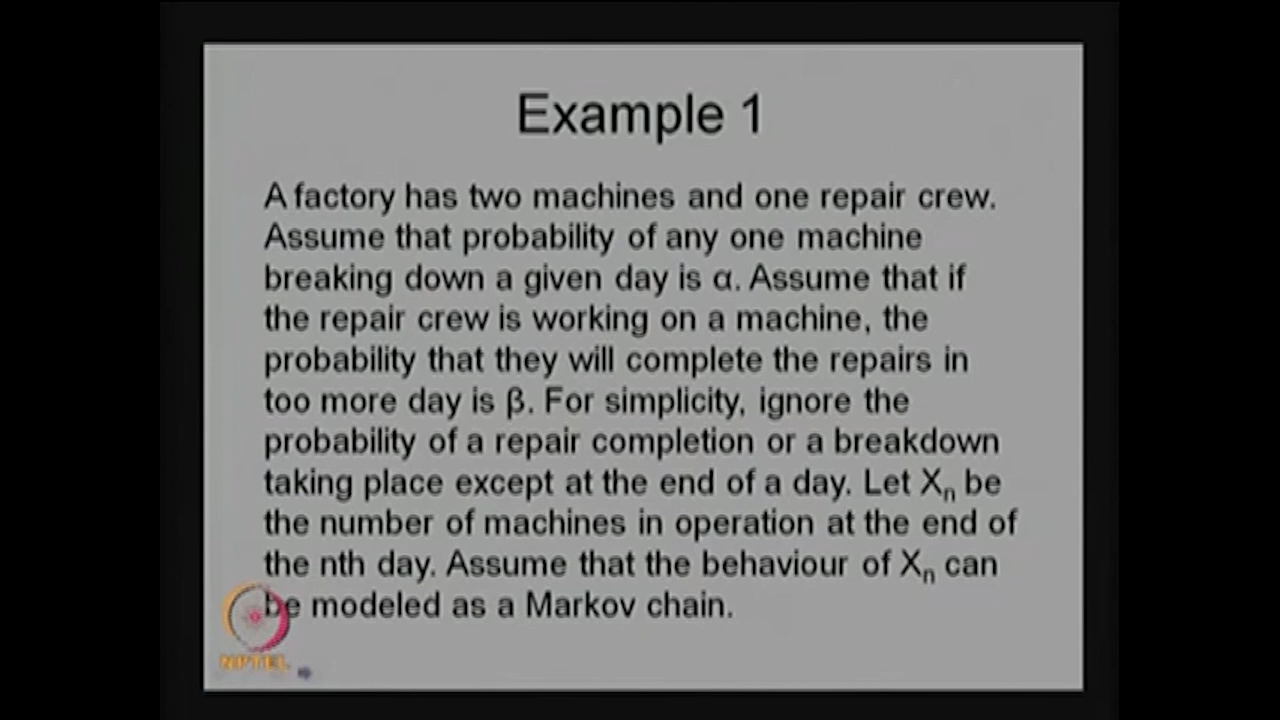 Example 1
A factory has two machines and one repair crew.
Assume that probability of any one machine
breaking down a given day is α. Assume that if
the repair crew is working on a machine, the
probability that they will complete the repairs in
too more day is β. For simplicity, ignore the
probability of a repair completion or a breakdown
taking place except at the end of a day. Let Xₙ be
the number of machines in operation at the end of
the nth day. Assume that the behaviour of Xₙ can
be modeled as a Markov chain.
NPTEL